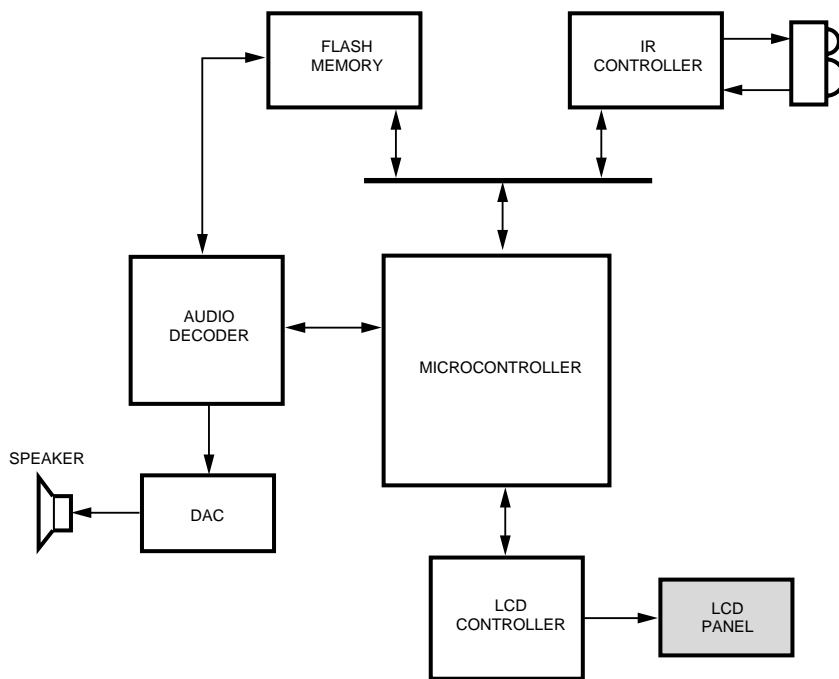 FLASH
MEMORY
IR
CONTROLLER
AUDIO
DECODER
MICROCONTROLLER
SPEAKER
DAC
LCD
CONTROLLER
LCD
PANEL